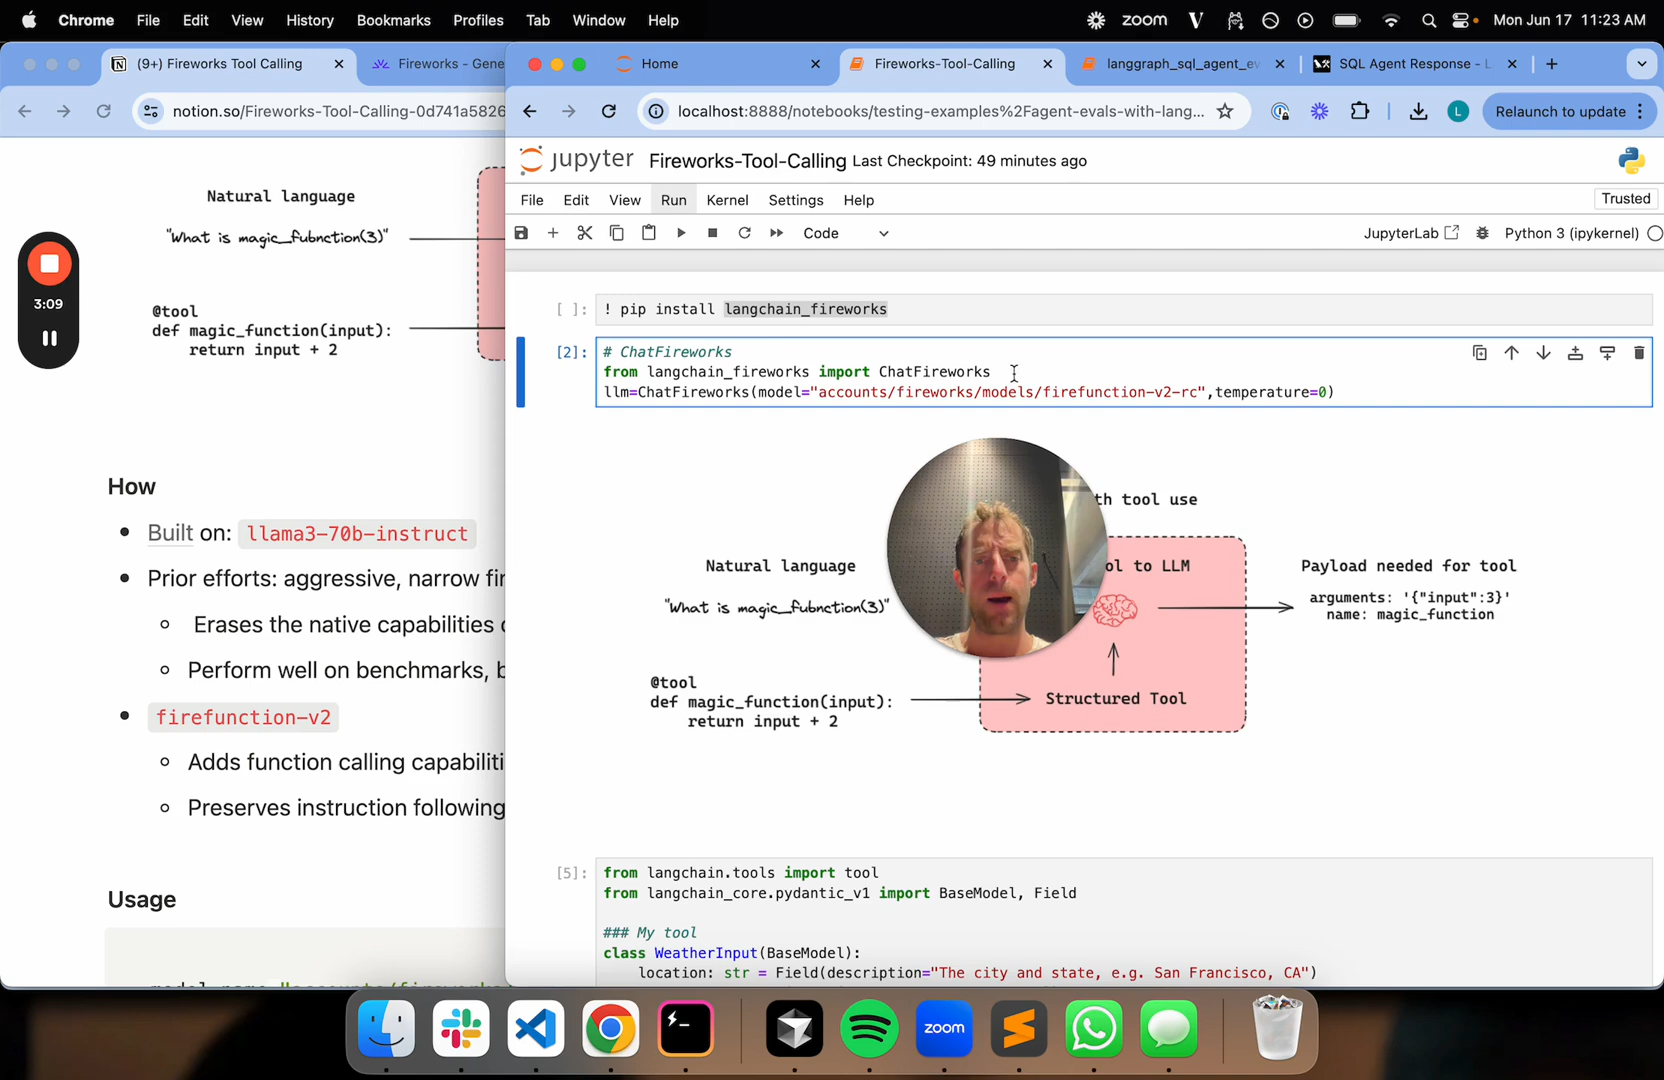 Chrome File Edit View History Bookmarks Profiles Tab Window Help zoom Mon Jun 17 11:23 AM
(9+) Fireworks Tool Calling
Fireworks - Gene
Home
Fireworks-Tool-Calling
langgraph_sql_agent_ev
SQL Agent Response - L
notion.so/Fireworks-Tool-Calling-0d741a5826
localhost:8888/notebooks/testing-examples%2Fagent-evals-with-lang...
L
Relaunch to update
Natural language
"What is magic_fubnction(3)"
@tool
def magic_function(input):
return input + 2
3:09
How
Built on: llama3-70b-instruct
Prior efforts: aggressive, narrow fir
Erases the native capabilities
Perform well on benchmarks, b
firefunction-v2
Adds function calling capabiliti
Preserves instruction following
Usage
jupyter Fireworks-Tool-Calling Last Checkpoint: 49 minutes ago
File Edit View Run Kernel Settings Help
Trusted
Code
JupyterLab
Python 3 (ipykernel)
[ ]: ! pip install langchain_fireworks
[2]: # ChatFireworks
from langchain_fireworks import ChatFireworks
llm=ChatFireworks(model="accounts/fireworks/models/firefunction-v2-rc",temperature=0)
th tool use
Natural language
ol to LLM
Payload needed for tool
"What is magic_fubnction(3)"
arguments: '{"input":3}'
name: magic_function
@tool
def magic_function(input):
return input + 2
Structured Tool
[5]: from langchain.tools import tool
from langchain_core.pydantic_v1 import BaseModel, Field
### My tool
class WeatherInput(BaseModel):
location: str = Field(description="The city and state, e.g. San Francisco, CA")
zoom